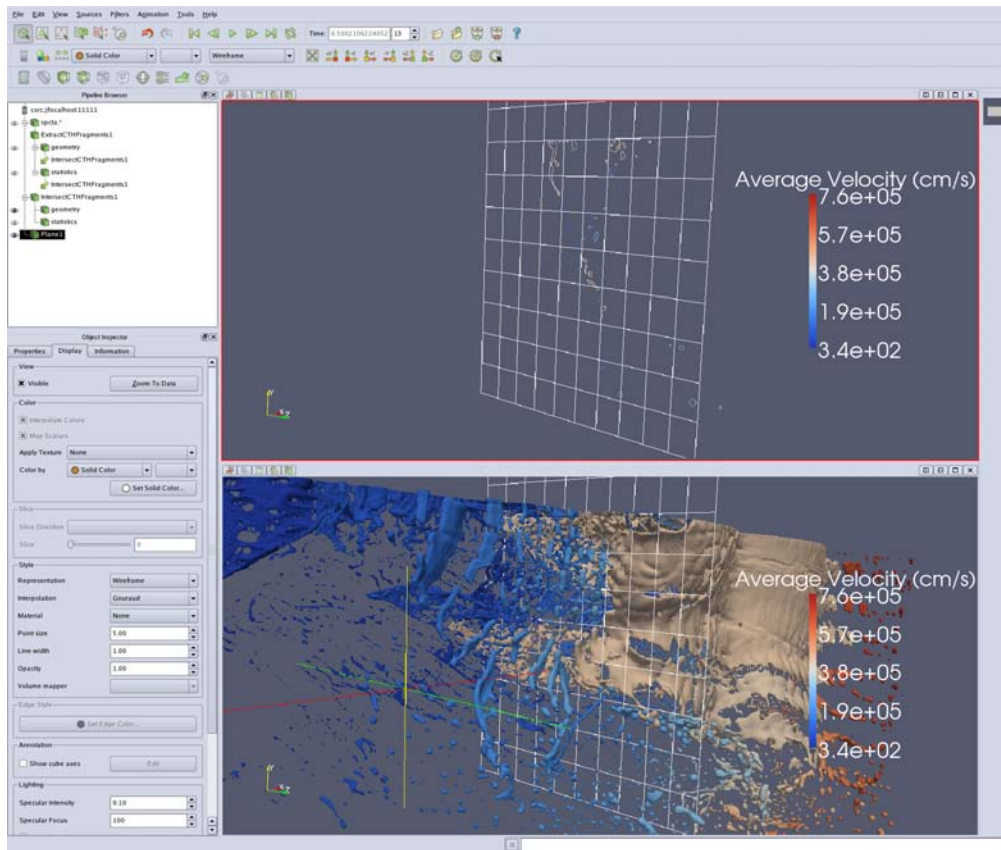 File Edit View Sources Filters Animation Tools Help
Time: 13
Solid Color Wireframe
Pipeline Browser
csrc:/localhost:11111
spcta.*
ExtractCTHFragments1
geometry
IntersectCTHFragments1
statistics
IntersectCTHFragments1
IntersectCTHFragments1
geometry
statistics
Plane1
Object Inspector
Properties Display Information
View
Visible Zoom To Data
Color
Interpolate Colors
Map Scalars
Apply Texture None
Color by Solid Color
Set Solid Color...
Slice
Slice Direction
Slice 0
Style
Representation Wireframe
Interpolation Gouraud
Material None
Point size 5.00
Line width 1.00
Opacity 1.00
Volume mapper
Edge Style
Set Edge Color...
Annotation
Show cube axes Edit
Lighting
Specular Intensity 0.10
Specular Focus 100
Average Velocity (cm/s)
7.6e+05
5.7e+05
3.8e+05
1.9e+05
3.4e+02
Average Velocity (cm/s)
7.6e+05
5.7e+05
3.8e+05
1.9e+05
3.4e+02